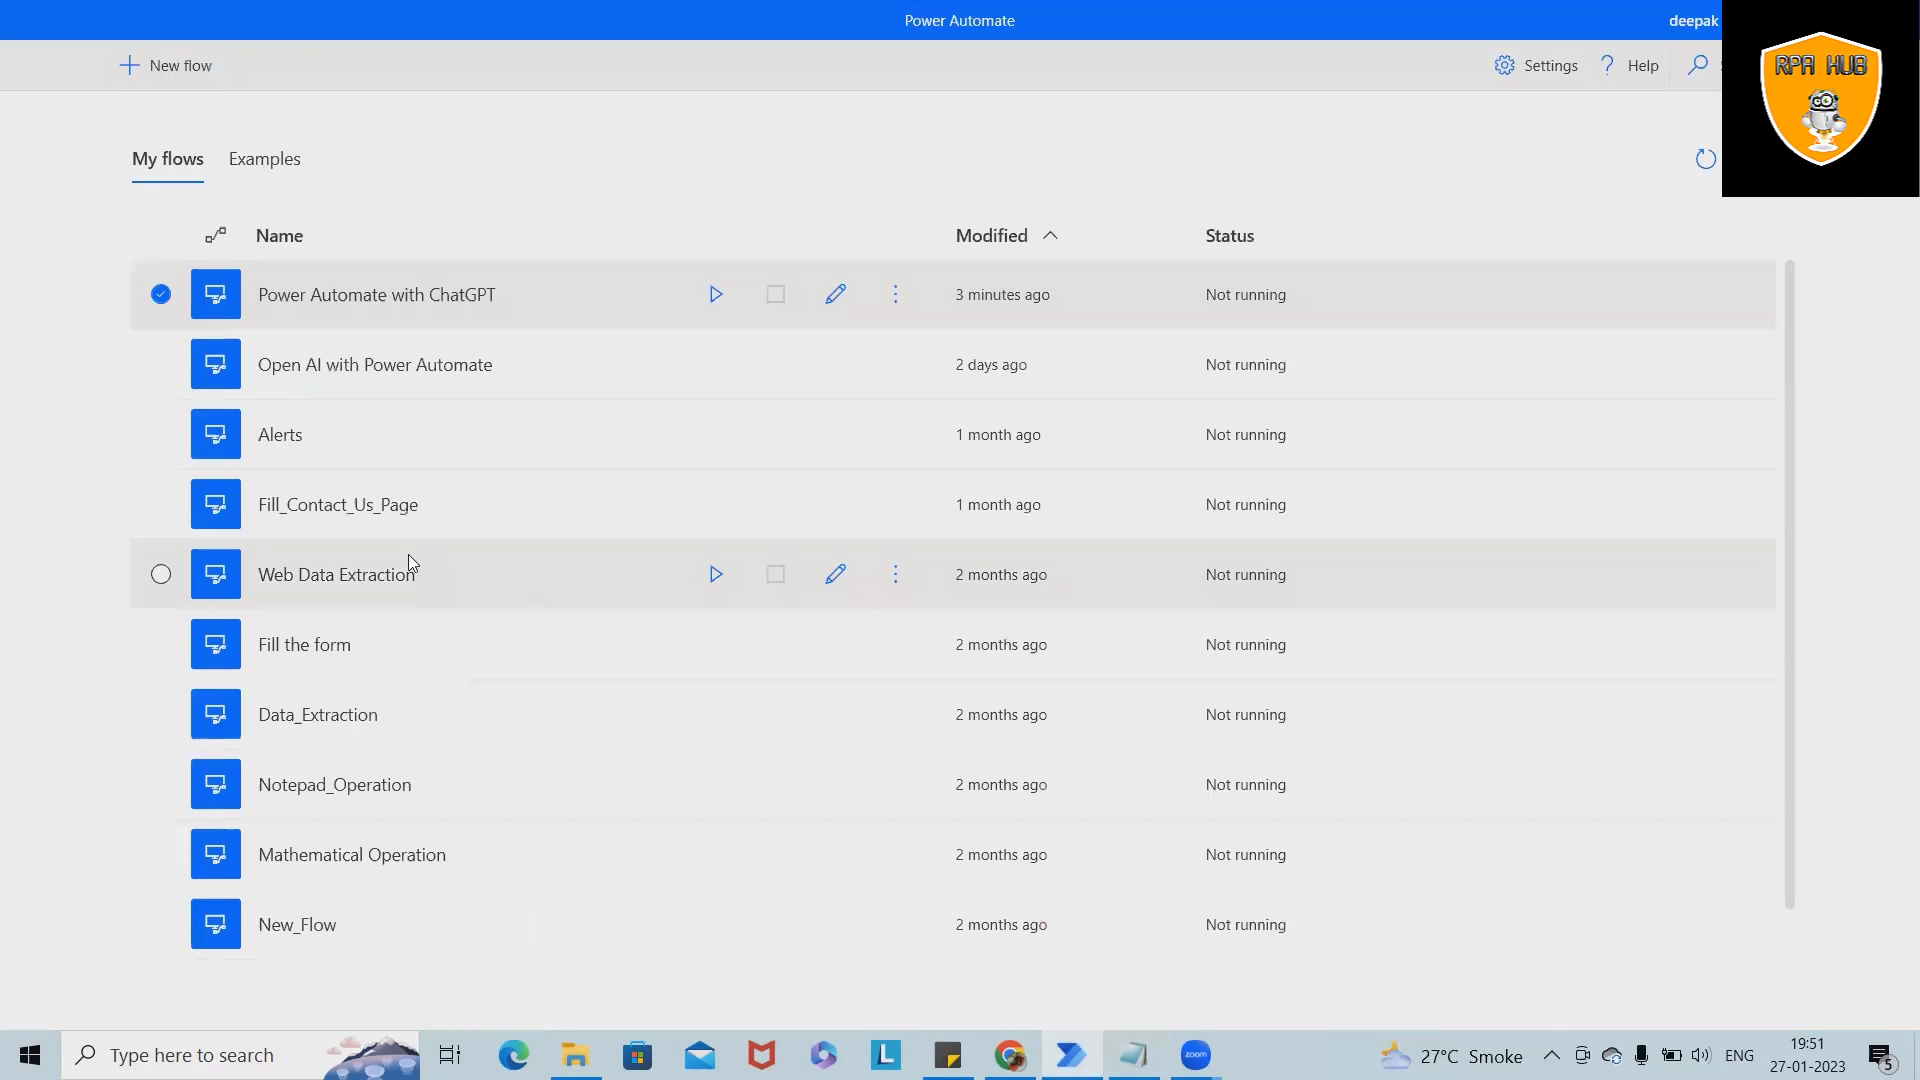 Power Automate
deepak
New flow
Settings
Help
RPA HUB
My flows
Examples
Name
Modified
Status
Power Automate with ChatGPT
3 minutes ago
Not running
Open AI with Power Automate
2 days ago
Not running
Alerts
1 month ago
Not running
Fill_Contact_Us_Page
1 month ago
Not running
Web Data Extraction
2 months ago
Not running
Fill the form
2 months ago
Not running
Data_Extraction
2 months ago
Not running
Notepad_Operation
2 months ago
Not running
Mathematical Operation
2 months ago
Not running
New_Flow
2 months ago
Not running
Type here to search
L
zoom
27°C Smoke
ENG
19:51
27-01-2023
5